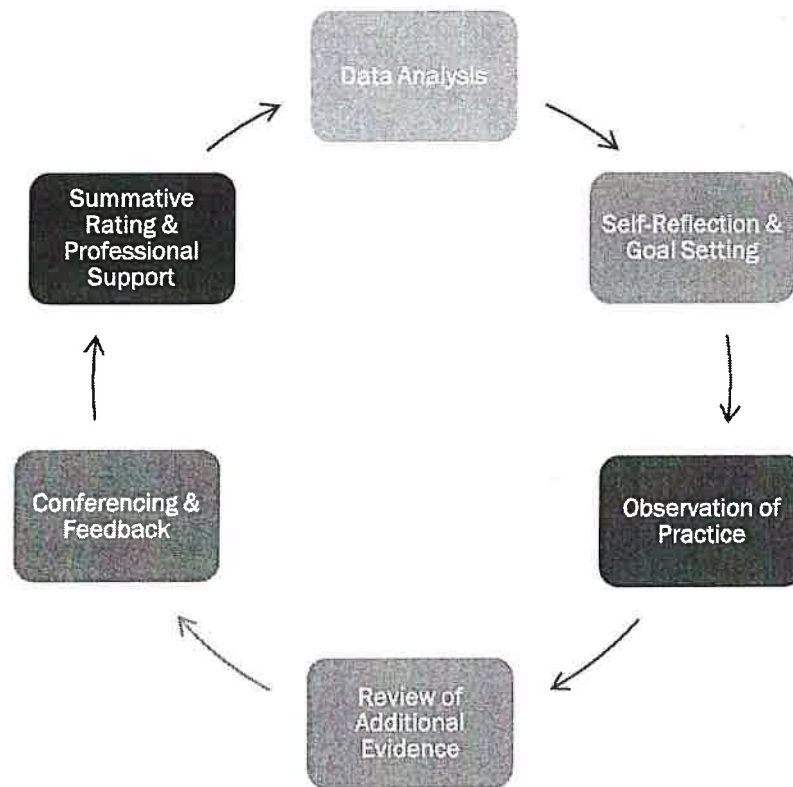 Data Analysis
Self-Reflection &
Goal Setting
Observation of
Practice
Review of
Additional
Evidence
Conferencing &
Feedback
Summative
Rating &
Professional
Support